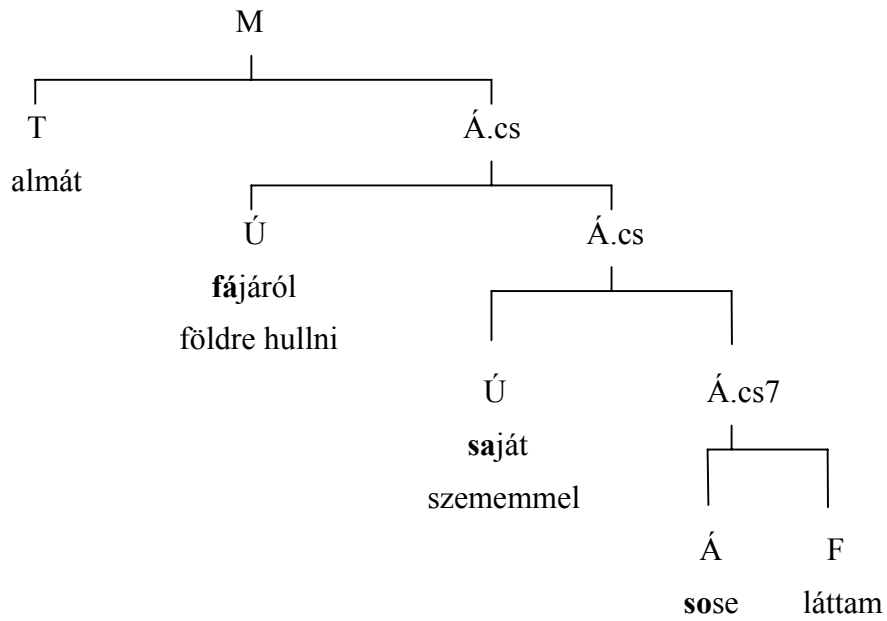 M
T Á.cs
almát
Ú Á.cs
fájáról
földre hullni
Ú Á.cs7
saját
szememmel
Á F
sose láttam